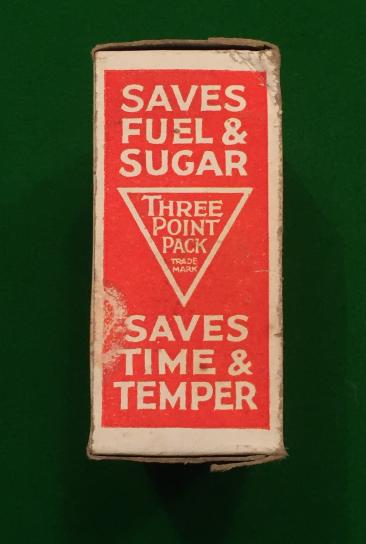 SAVES
FUEL &
SUGAR
THREE
POINT
PACK
TRADE
MARK
SAVES
TIME &
TEMPER